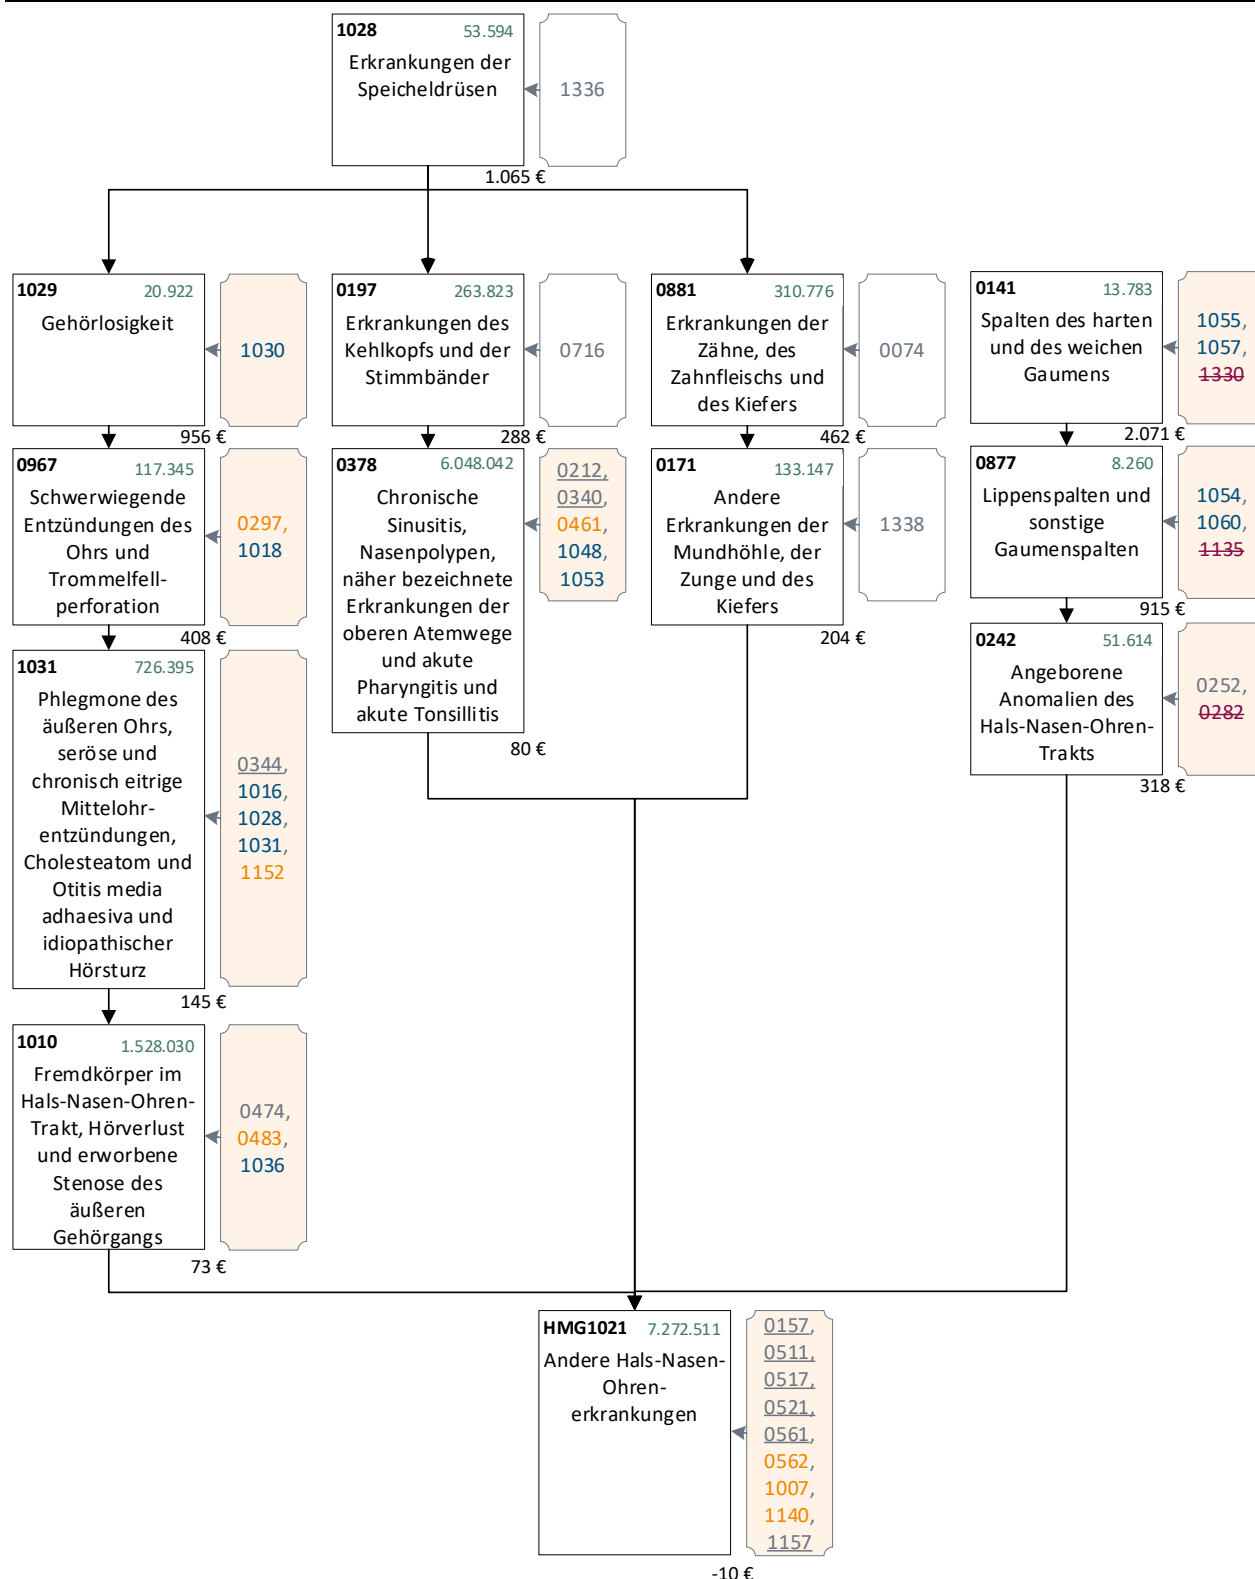 1028 53.594
Erkrankungen der
Speicheldrüsen
1336
1.065 €
1029 20.922
Gehörlosigkeit
1030
956 €
0197 263.823
Erkrankungen des
Kehlkopfs und der
Stimmbänder
0716
288 €
0881 310.776
Erkrankungen der
Zähne, des
Zahnfleischs und
des Kiefers
0074
462 €
0141 13.783
Spalten des harten
und des weichen
Gaumens
1055,
1057,
1330
2.071 €
0967 117.345
Schwerwiegende
Entzündungen des
Ohrs und
Trommelfell-
perforation
0297,
1018
408 €
0378 6.048.042
Chronische
Sinusitis,
Nasenpolypen,
näher bezeichnete
Erkrankungen der
oberen Atemwege
und akute
Pharyngitis und
akute Tonsillitis
0212,
0340,
0461,
1048,
1053
80 €
0171 133.147
Andere
Erkrankungen der
Mundhöhle, der
Zunge und des
Kiefers
1338
204 €
0877 8.260
Lippenspalten und
sonstige
Gaumenspalten
1054,
1060,
1135
915 €
1031 726.395
Phlegmone des
äußeren Ohrs,
seröse und
chronisch eitrige
Mittelohr-
entzündungen,
Cholesteatom und
Otitis media
adhaesiva und
idiopathischer
Hörsturz
0344,
1016,
1028,
1031,
1152
145 €
0242 51.614
Angeborene
Anomalien des
Hals-Nasen-Ohren-
Trakts
0252,
0282
318 €
1010 1.528.030
Fremdkörper im
Hals-Nasen-Ohren-
Trakt, Hörverlust
und erworbene
Stenose des
äußeren
Gehörgangs
0474,
0483,
1036
73 €
HMG1021 7.272.511
Andere Hals-Nasen-
Ohren-
erkrankungen
0157,
0511,
0517,
0521,
0561,
0562,
1007,
1140,
1157
-10 €